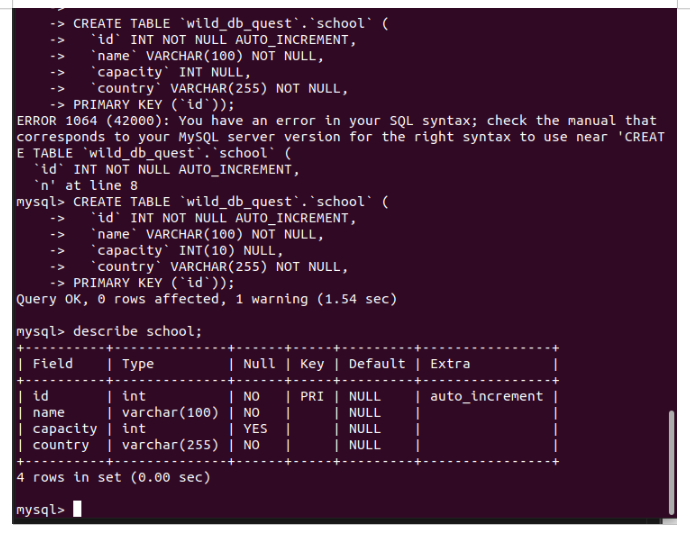 -> CREATE TABLE `wild_db_quest`.`school` (
    ->   `id` INT NOT NULL AUTO_INCREMENT,
    ->   `name` VARCHAR(100) NOT NULL,
    ->   `capacity` INT NULL,
    ->   `country` VARCHAR(255) NOT NULL,
    -> PRIMARY KEY (`id`));
ERROR 1064 (42000): You have an error in your SQL syntax; check the manual that
corresponds to your MySQL server version for the right syntax to use near 'CREAT
E TABLE `wild_db_quest`.`school` (
  `id` INT NOT NULL AUTO_INCREMENT,
  `n' at line 8
mysql> CREATE TABLE `wild_db_quest`.`school` (
    ->   `id` INT NOT NULL AUTO_INCREMENT,
    ->   `name` VARCHAR(100) NOT NULL,
    ->   `capacity` INT(10) NULL,
    ->   `country` VARCHAR(255) NOT NULL,
    -> PRIMARY KEY (`id`));
Query OK, 0 rows affected, 1 warning (1.54 sec)
mysql> describe school;
+----------+--------------+------+-----+---------+----------------+
| Field    | Type         | Null | Key | Default | Extra          |
+----------+--------------+------+-----+---------+----------------+
| id       | int          | NO   | PRI | NULL    | auto_increment |
| name     | varchar(100) | NO   |     | NULL    |                |
| capacity | int          | YES  |     | NULL    |                |
| country  | varchar(255) | NO   |     | NULL    |                |
+----------+--------------+------+-----+---------+----------------+
4 rows in set (0.00 sec)
mysql>